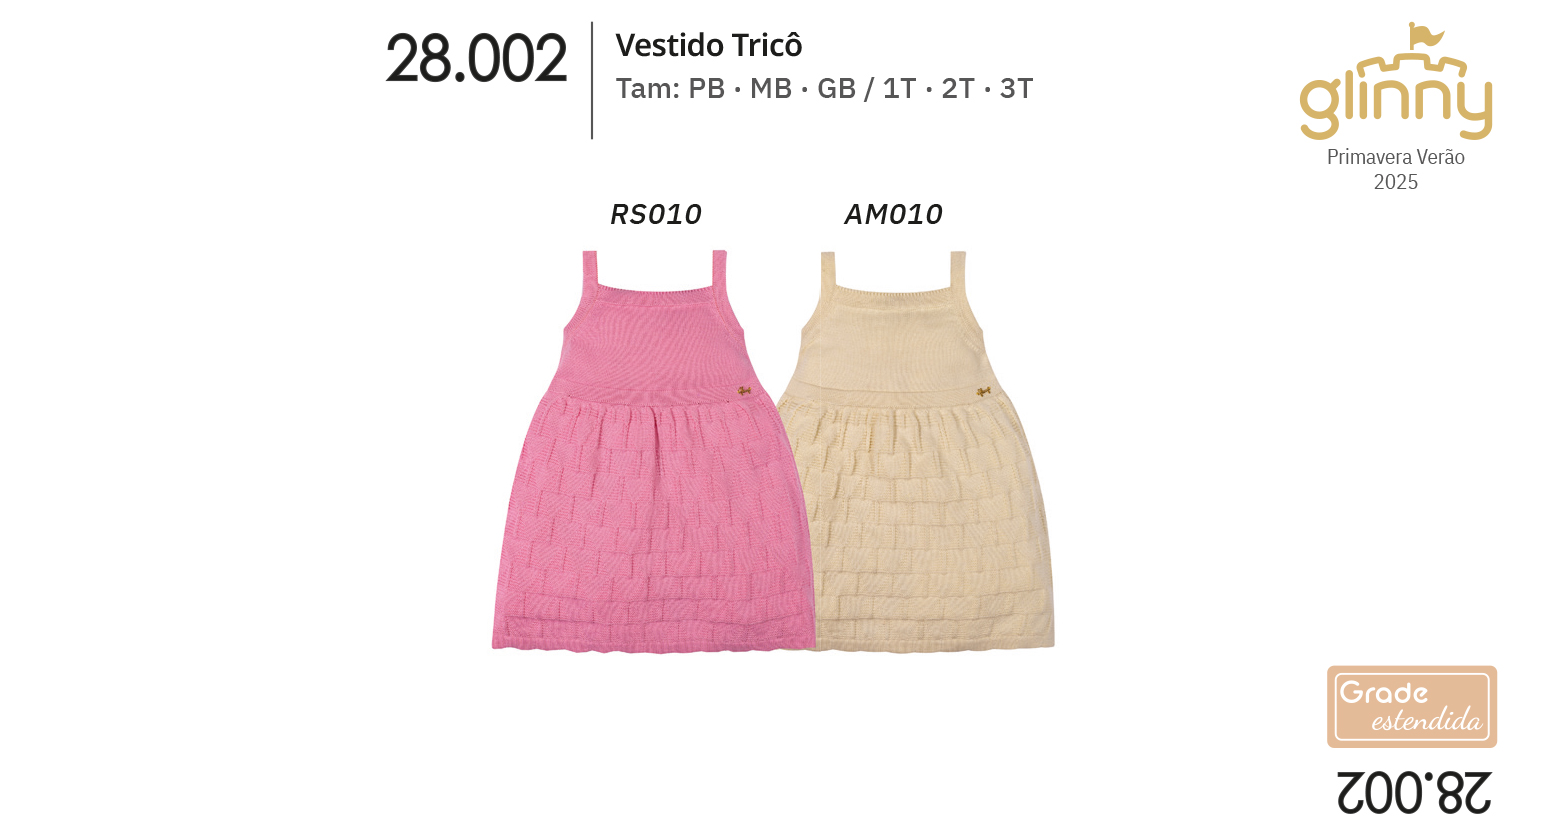 28.002
Vestido Tricô
Tam: PB • MB • GB / 1T • 2T • 3T
glinny
Primavera Verão
2025
RS010
AM010
Grade
estendida
28.002